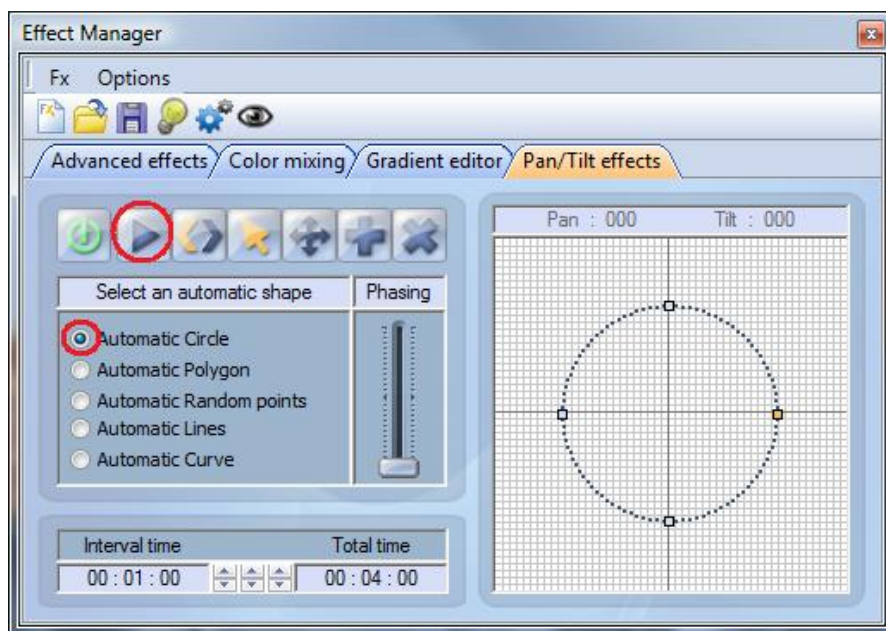 Effect Manager
Fx Options
FX
Advanced effects Color mixing Gradient editor Pan/Tilt effects
Pan : 000 Tilt : 000
Select an automatic shape Phasing
Automatic Circle
Automatic Polygon
Automatic Random points
Automatic Lines
Automatic Curve
Interval time Total time
00 : 01 : 00 00 : 04 : 00